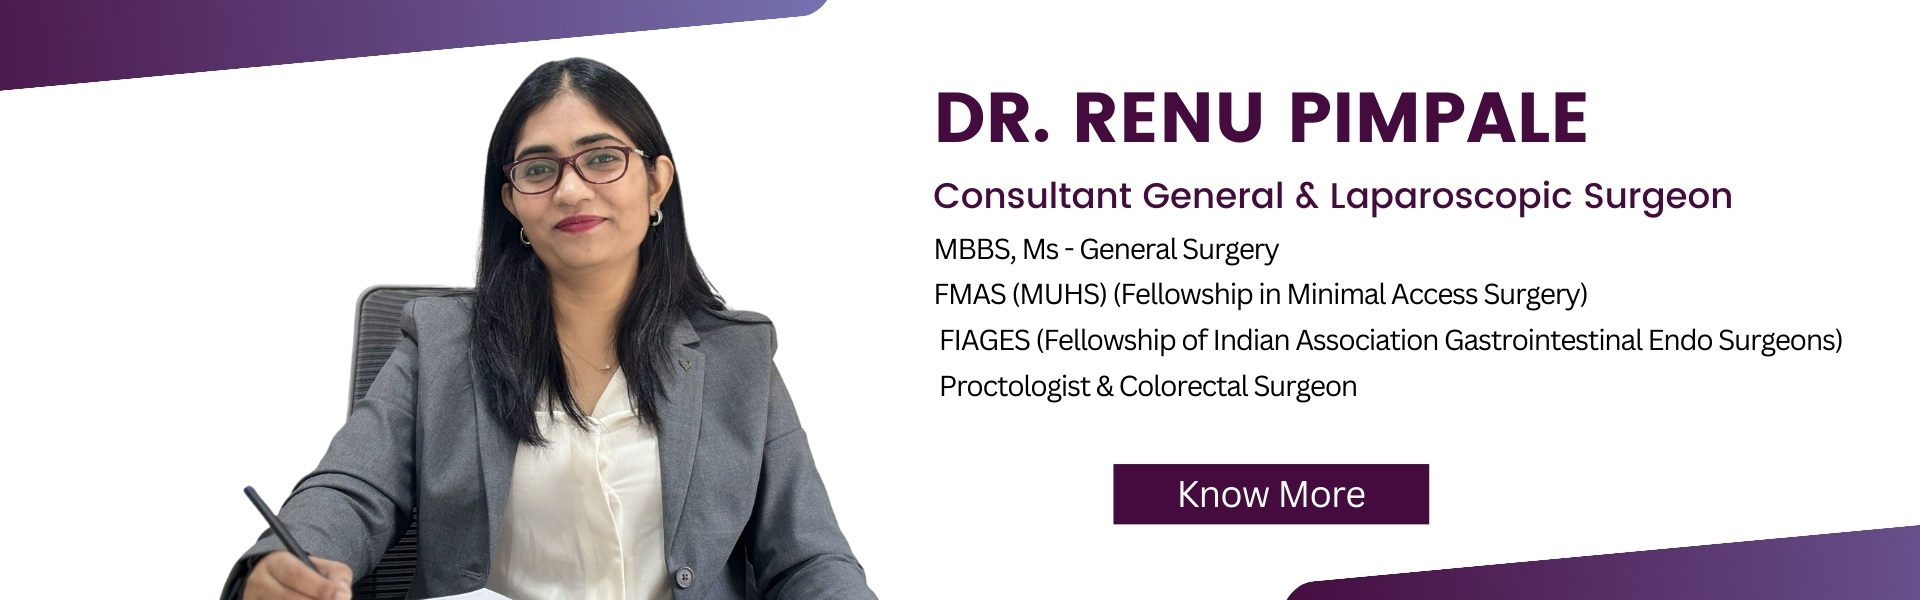 DR. RENU PIMPALE
Consultant General & Laparoscopic Surgeon
MBBS, Ms - General Surgery
FMAS (MUHS) (Fellowship in Minimal Access Surgery)
FIAGES (Fellowship of Indian Association Gastrointestinal Endo Surgeons)
Proctologist & Colorectal Surgeon
Know More